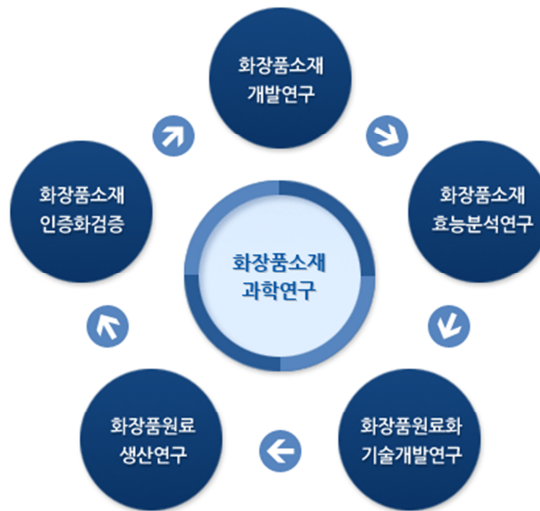 화장품소재
개발연구
화장품소재
효능분석연구
화장품원료화
기술개발연구
화장품원료
생산연구
화장품소재
인증화검증
화장품소재
과학연구